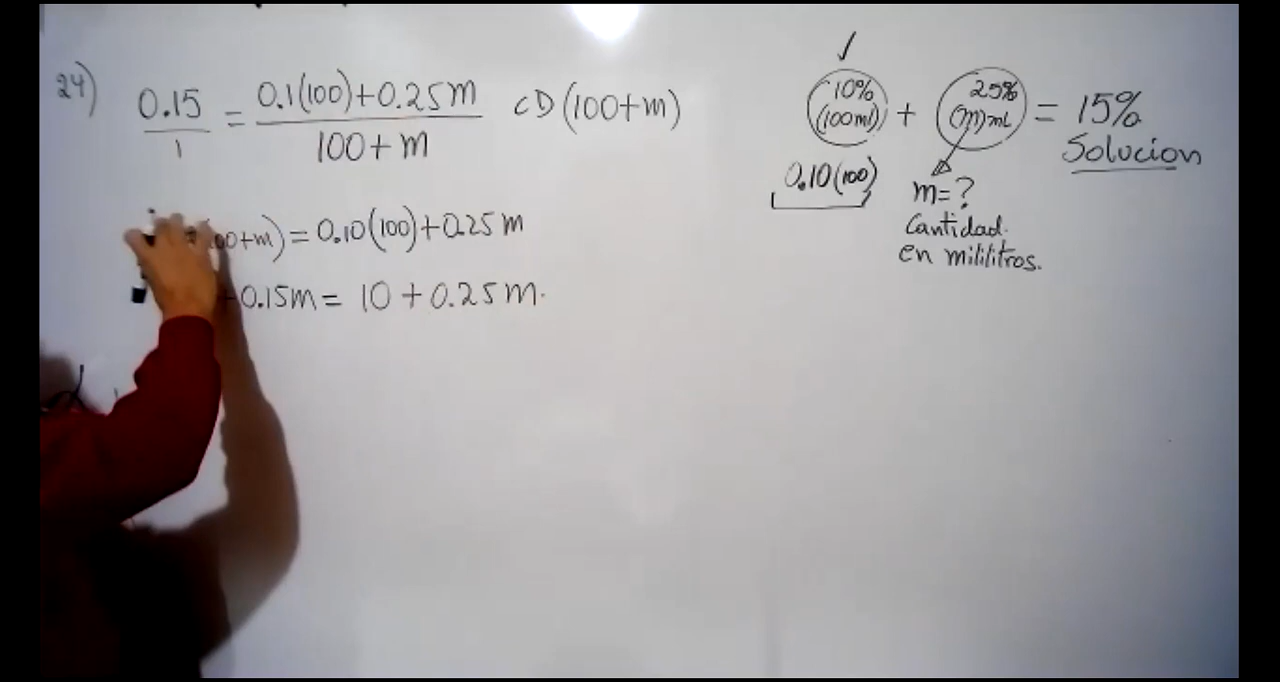 24) 0.15/1 = 0.1(100)+0.25m/100+m CD(100+m)
00+m) = 0.10(100)+0.25m
+0.15m = 10+0.25m.
✓
10% (100ml) + 25% (m)mL = 15% Solucion
0.10(100)
m=?
Cantidad.
en mililitros.